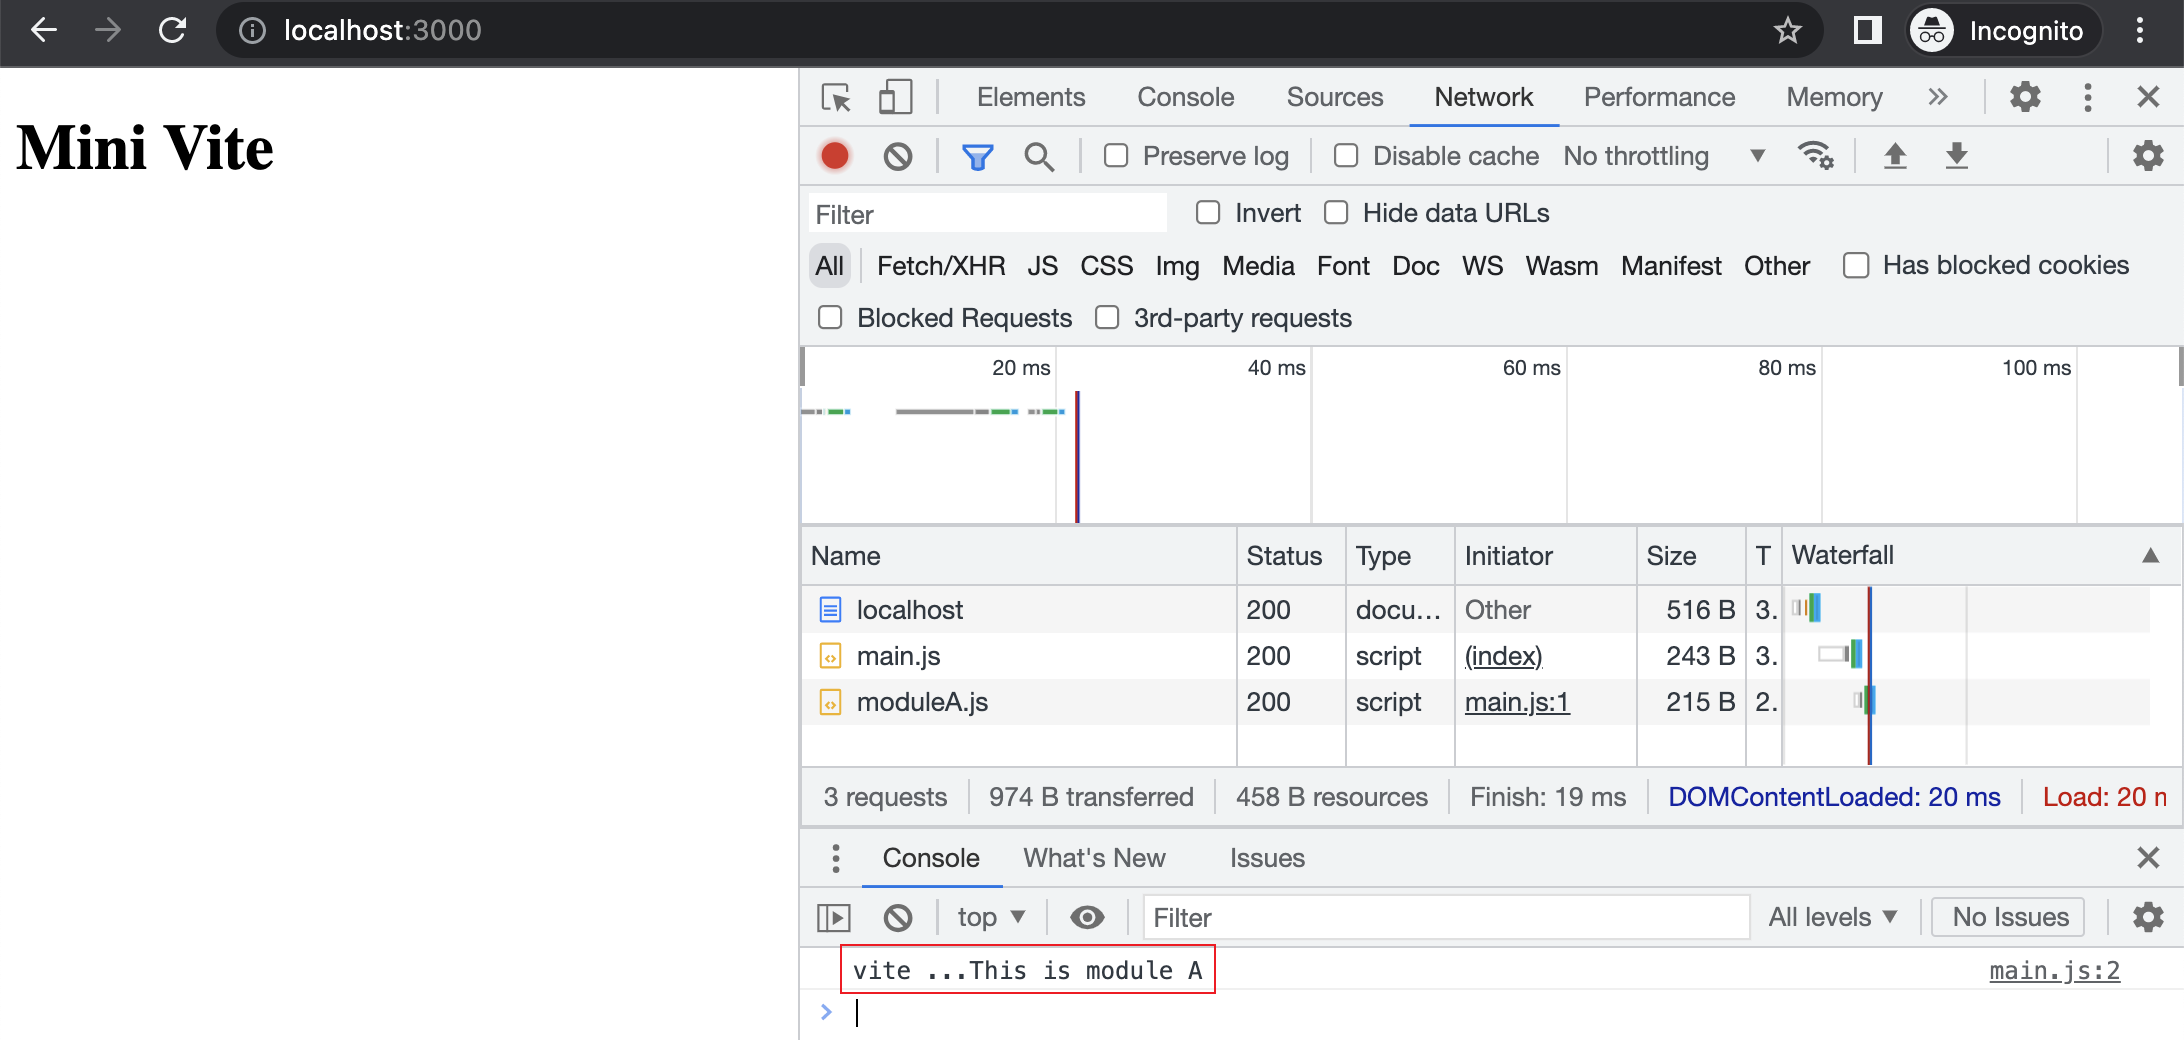 localhost:3000
Incognito
Mini Vite
Elements Console Sources Network Performance Memory
Preserve log Disable cache No throttling
Filter Invert Hide data URLs
All Fetch/XHR JS CSS Img Media Font Doc WS Wasm Manifest Other Has blocked cookies
Blocked Requests 3rd-party requests
20 ms 40 ms 60 ms 80 ms 100 ms
Name Status Type Initiator Size T Waterfall
localhost 200 docu... Other 516 B 3.
main.js 200 script (index) 243 B 3.
moduleA.js 200 script main.js:1 215 B 2.
3 requests 974 B transferred 458 B resources Finish: 19 ms DOMContentLoaded: 20 ms Load: 20
Console What's New Issues
top Filter All levels No Issues
vite ...This is module A main.js:2